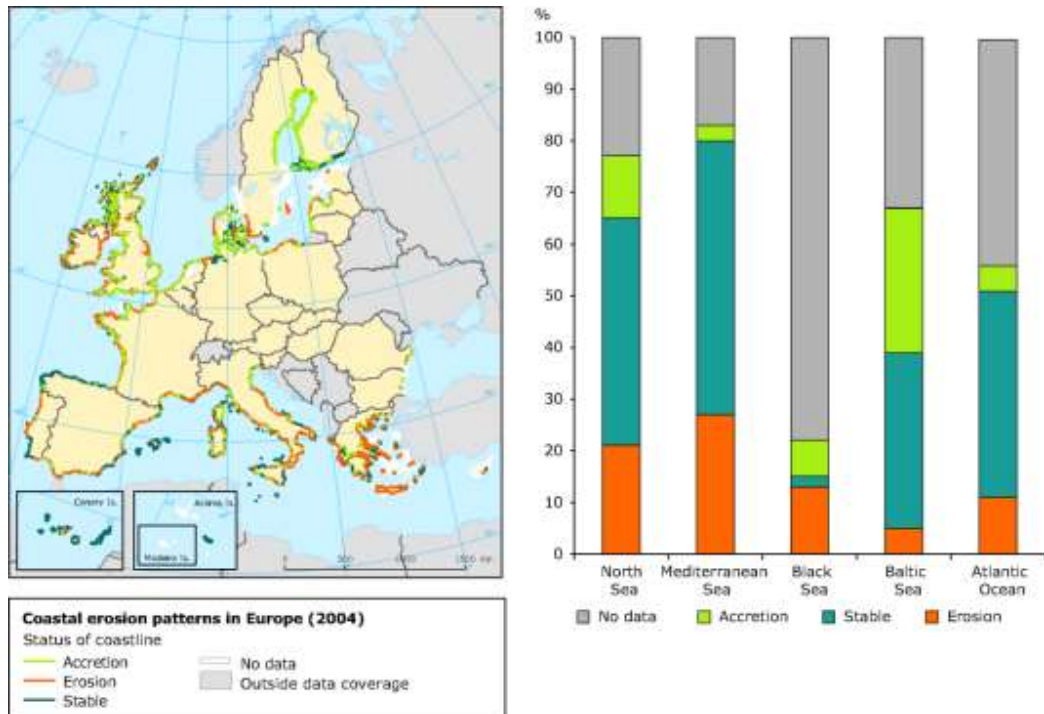 %
100
90
80
70
60
50
40
30
20
10
0
North Sea
Mediterranean Sea
Black Sea
Baltic Sea
Atlantic Ocean
No data
Accretion
Stable
Erosion
Canary Is.
Azores Is.
Madeira Is.
0
500
Coastal erosion patterns in Europe (2004)
Status of coastline
Accretion
Erosion
Stable
No data
Outside data coverage